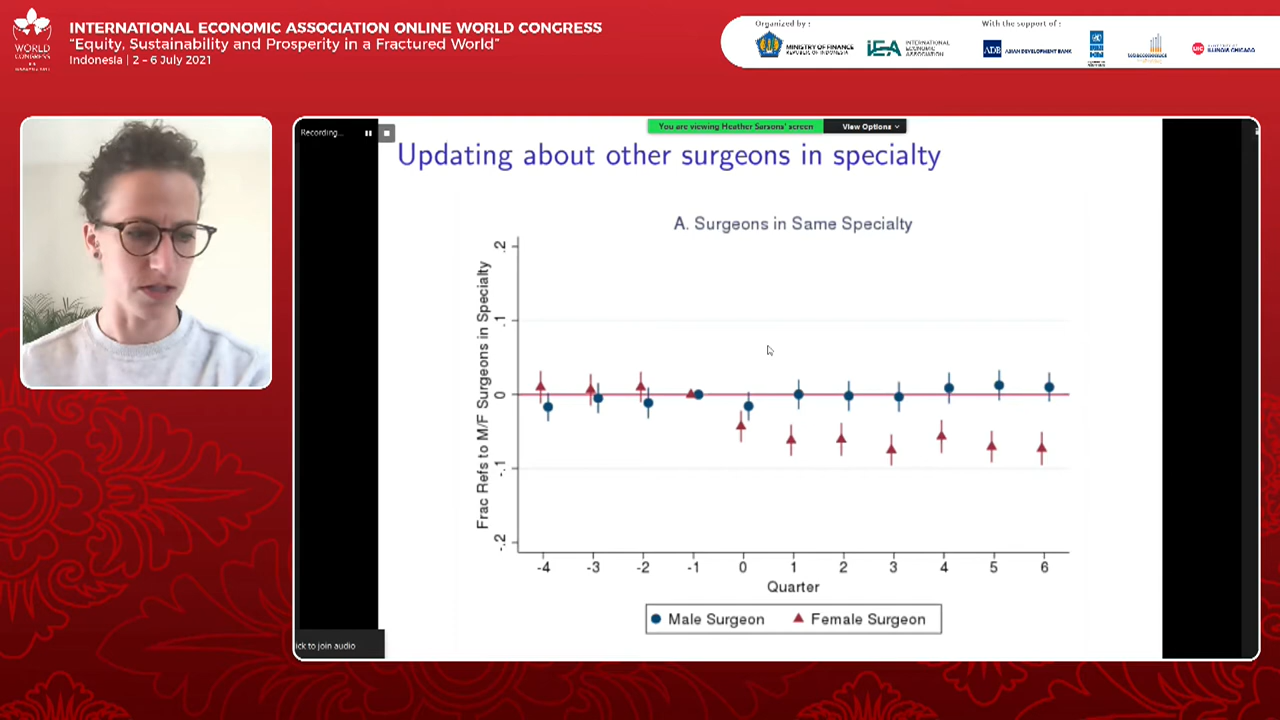 INTERNATIONAL ECONOMIC ASSOCIATION ONLINE WORLD CONGRESS
"Equity, Sustainability and Prosperity in a Fractured World"
Indonesia | 2 - 6 July 2021
WORLD
CONGRESS
Organized by :
MINISTRY OF FINANCE
REPUBLIC OF INDONESIA
iEA
INTERNATIONAL
ECONOMIC
ASSOCIATION
With the support of :
ADB
ASIAN DEVELOPMENT BANK
UIC
ILLINOIS CHICAGO
Recording...
You are viewing Heather Sarsons' screen
View Options
Updating about other surgeons in specialty
A. Surgeons in Same Specialty
Frac Refs to M/F Surgeons in Specialty
.2
.1
0
-.1
-.2
-4 -3 -2 -1 0 1 2 3 4 5 6
Quarter
Male Surgeon Female Surgeon
ick to join audio